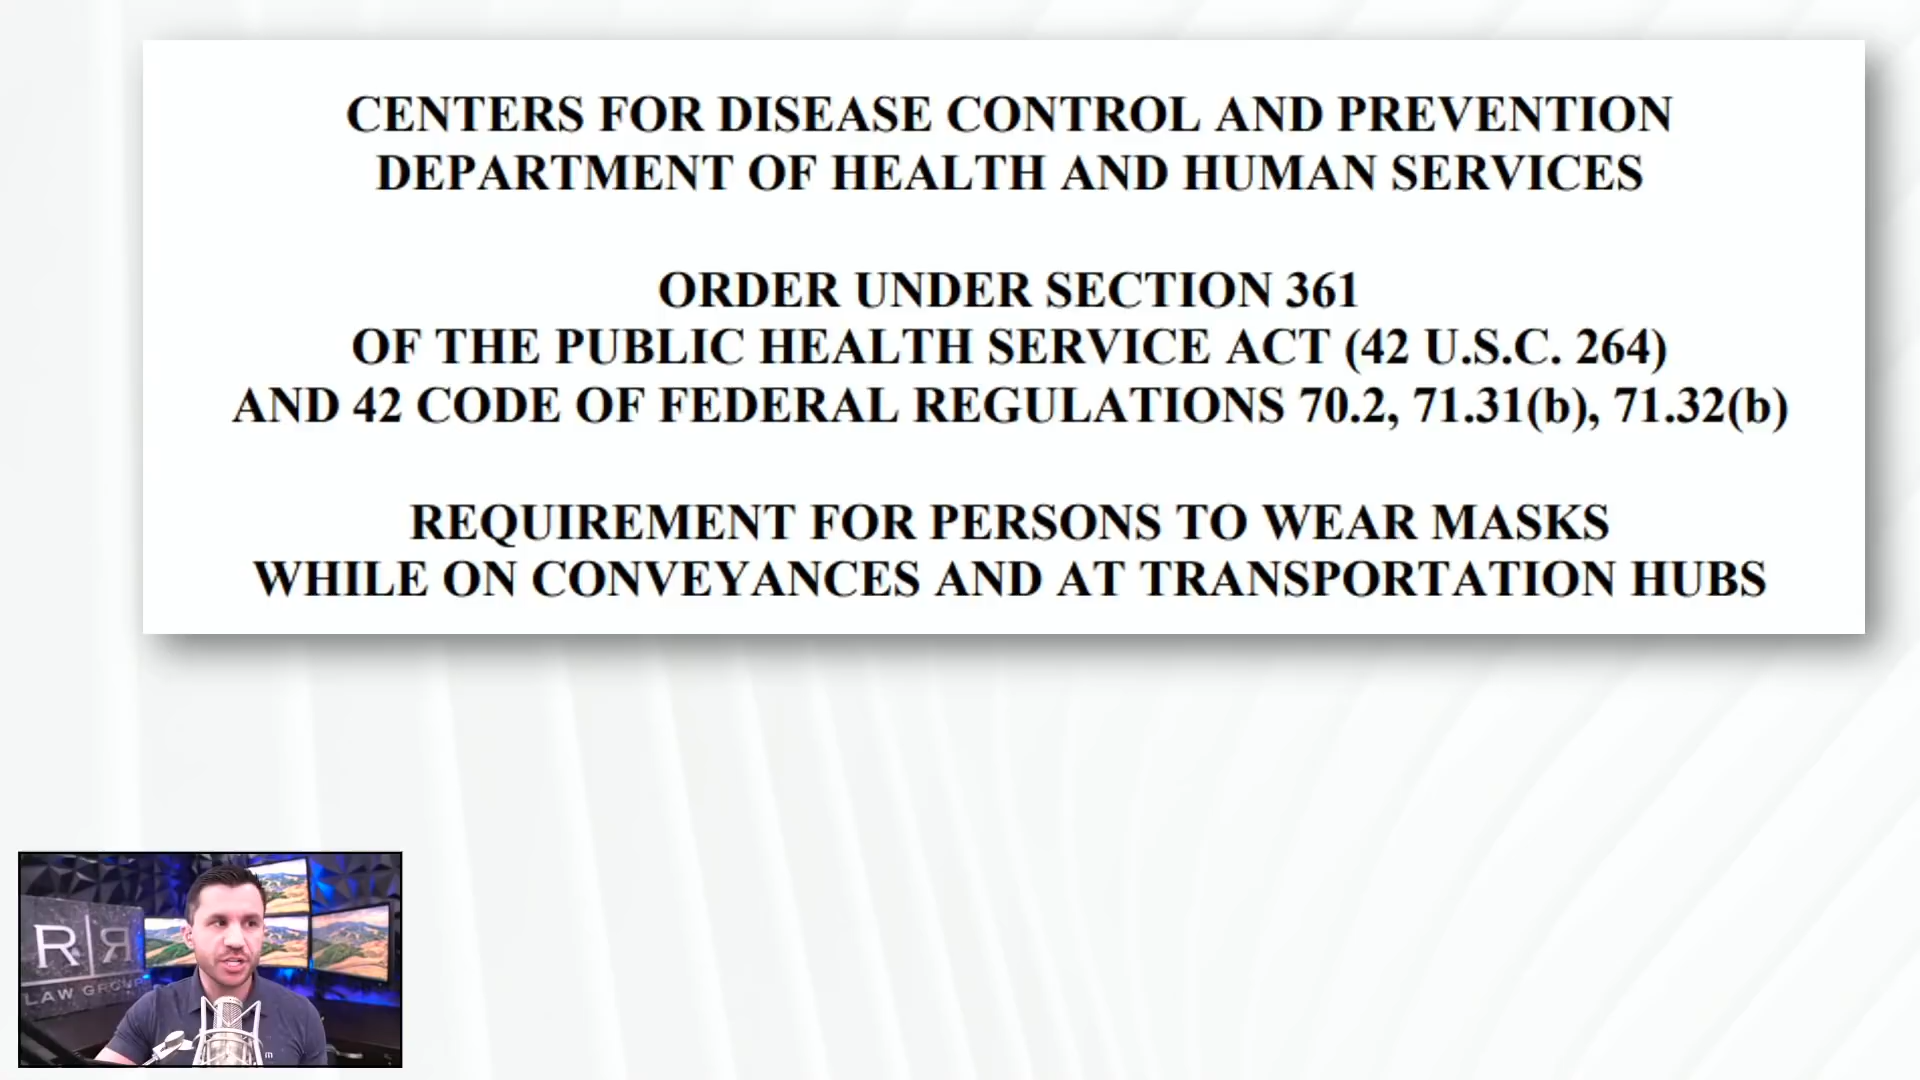 CENTERS FOR DISEASE CONTROL AND PREVENTION
DEPARTMENT OF HEALTH AND HUMAN SERVICES
ORDER UNDER SECTION 361
OF THE PUBLIC HEALTH SERVICE ACT (42 U.S.C. 264)
AND 42 CODE OF FEDERAL REGULATIONS 70.2, 71.31(b), 71.32(b)
REQUIREMENT FOR PERSONS TO WEAR MASKS
WHILE ON CONVEYANCES AND AT TRANSPORTATION HUBS
R|Я
LAW GROUP